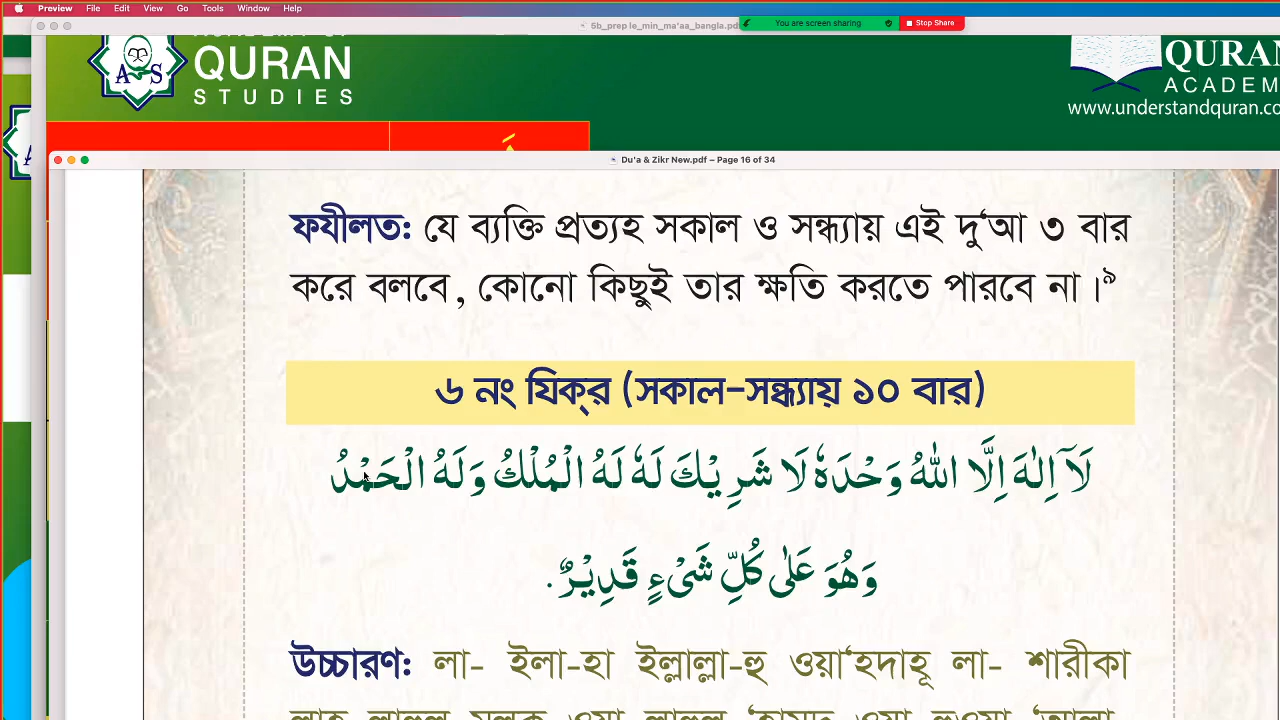 Preview File Edit View Go Tools Window Help
5b_prep le_min_ma'aa_bangla.pd
You are screen sharing Stop Share
QURAN
STUDIES
A S
QURAN
ACADEM
www.understandquran.co
Du'a & Zikr New.pdf – Page 16 of 34
ফযীলত: যে ব্যক্তি প্রত্যহ সকাল ও সন্ধ্যায় এই দু‘আ ৩ বার
করে বলবে, কোনো কিছুই তার ক্ষতি করতে পারবে না।৯
৬ নং যিক্‌র (সকাল-সন্ধ্যায় ১০ বার)
لَآ اِلٰهَ اِلَّا اللّٰهُ وَحْدَهٗ لَا شَرِيْكَ لَهٗ لَهُ الْمُلْكُ وَلَهُ الْحَمْدُ
وَهُوَ عَلٰى كُلِّ شَىْءٍ قَدِيْرٌ.
উচ্চারণ: লা- ইলা-হা ইল্লাল্লা-হু ওয়া‘হদাহূ লা- শারীকা